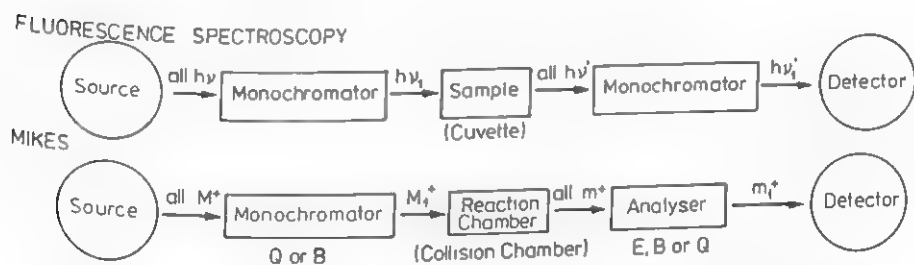 FLUORESCENCE SPECTROSCOPY
Source all hν Monochromator hν₁ Sample all hν' Monochromator hν₁' Detector
(Cuvette)
MIKES
Source all M⁺ Monochromator M₁⁺ Reaction Chamber all m⁺ Analyser m₁⁺ Detector
Q or B (Collision Chamber) E, B or Q